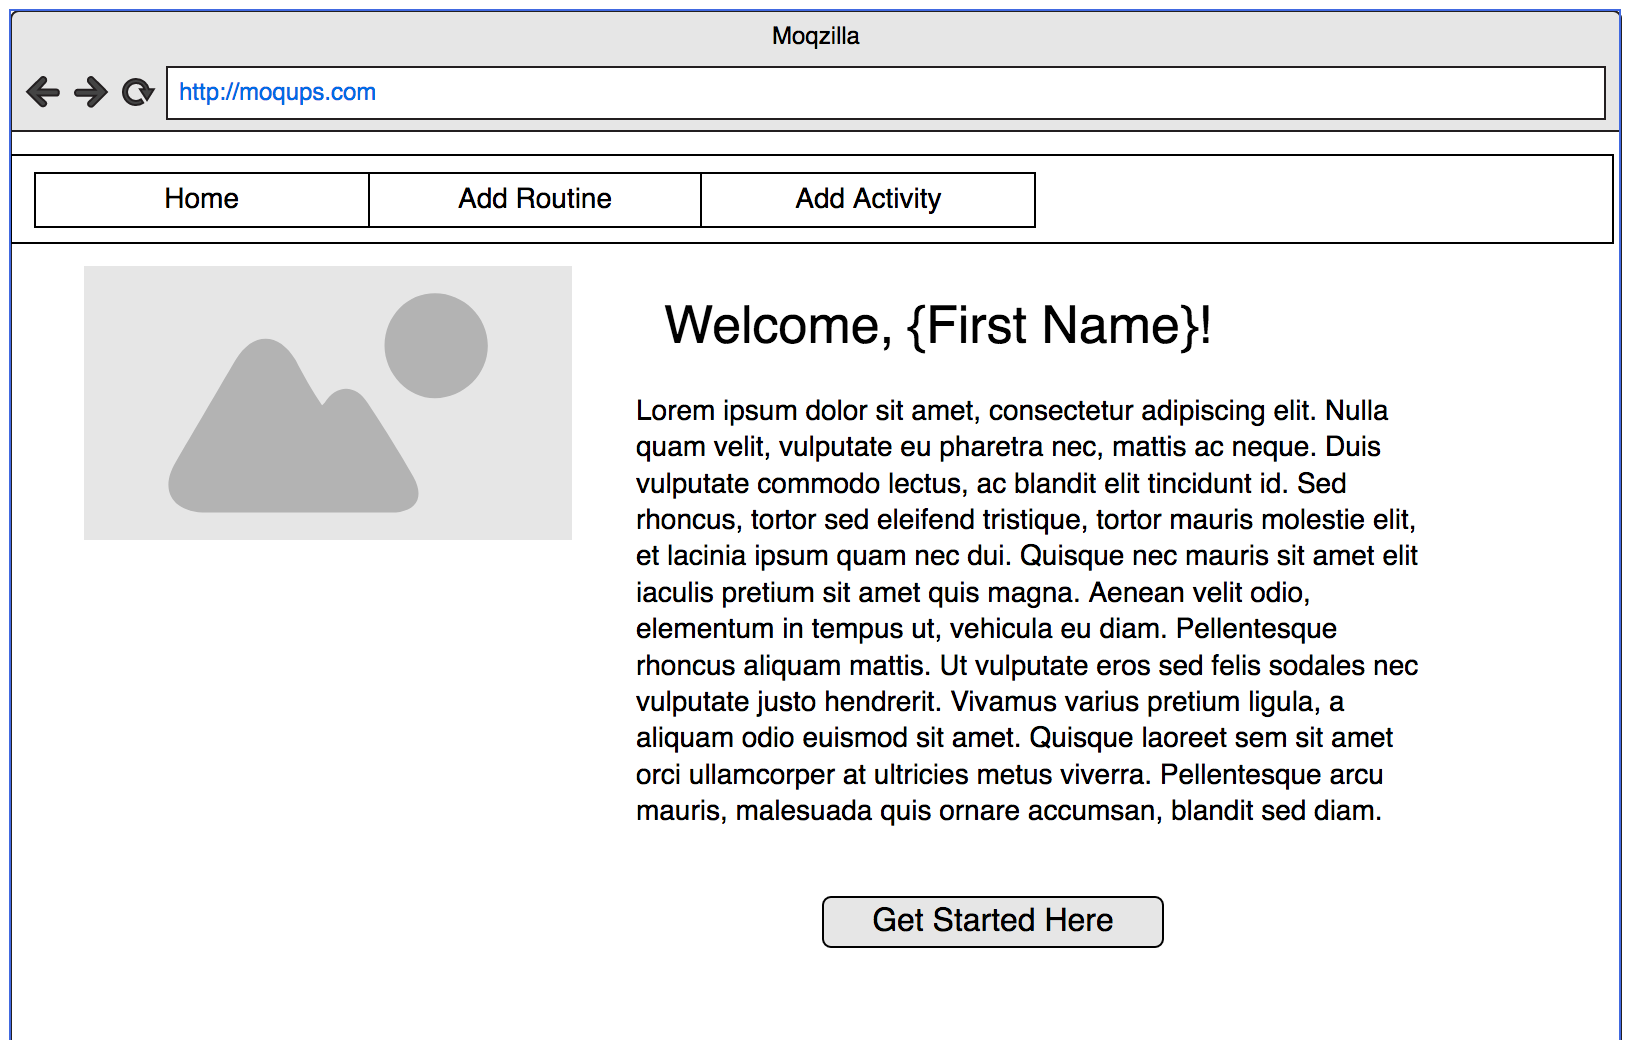 Moqzilla
http://moqups.com
Home
Add Routine
Add Activity
Welcome, {First Name}!
Lorem ipsum dolor sit amet, consectetur adipiscing elit. Nulla
quam velit, vulputate eu pharetra nec, mattis ac neque. Duis
vulputate commodo lectus, ac blandit elit tincidunt id. Sed
rhoncus, tortor sed eleifend tristique, tortor mauris molestie elit,
et lacinia ipsum quam nec dui. Quisque nec mauris sit amet elit
iaculis pretium sit amet quis magna. Aenean velit odio,
elementum in tempus ut, vehicula eu diam. Pellentesque
rhoncus aliquam mattis. Ut vulputate eros sed felis sodales nec
vulputate justo hendrerit. Vivamus varius pretium ligula, a
aliquam odio euismod sit amet. Quisque laoreet sem sit amet
orci ullamcorper at ultricies metus viverra. Pellentesque arcu
mauris, malesuada quis ornare accumsan, blandit sed diam.
Get Started Here